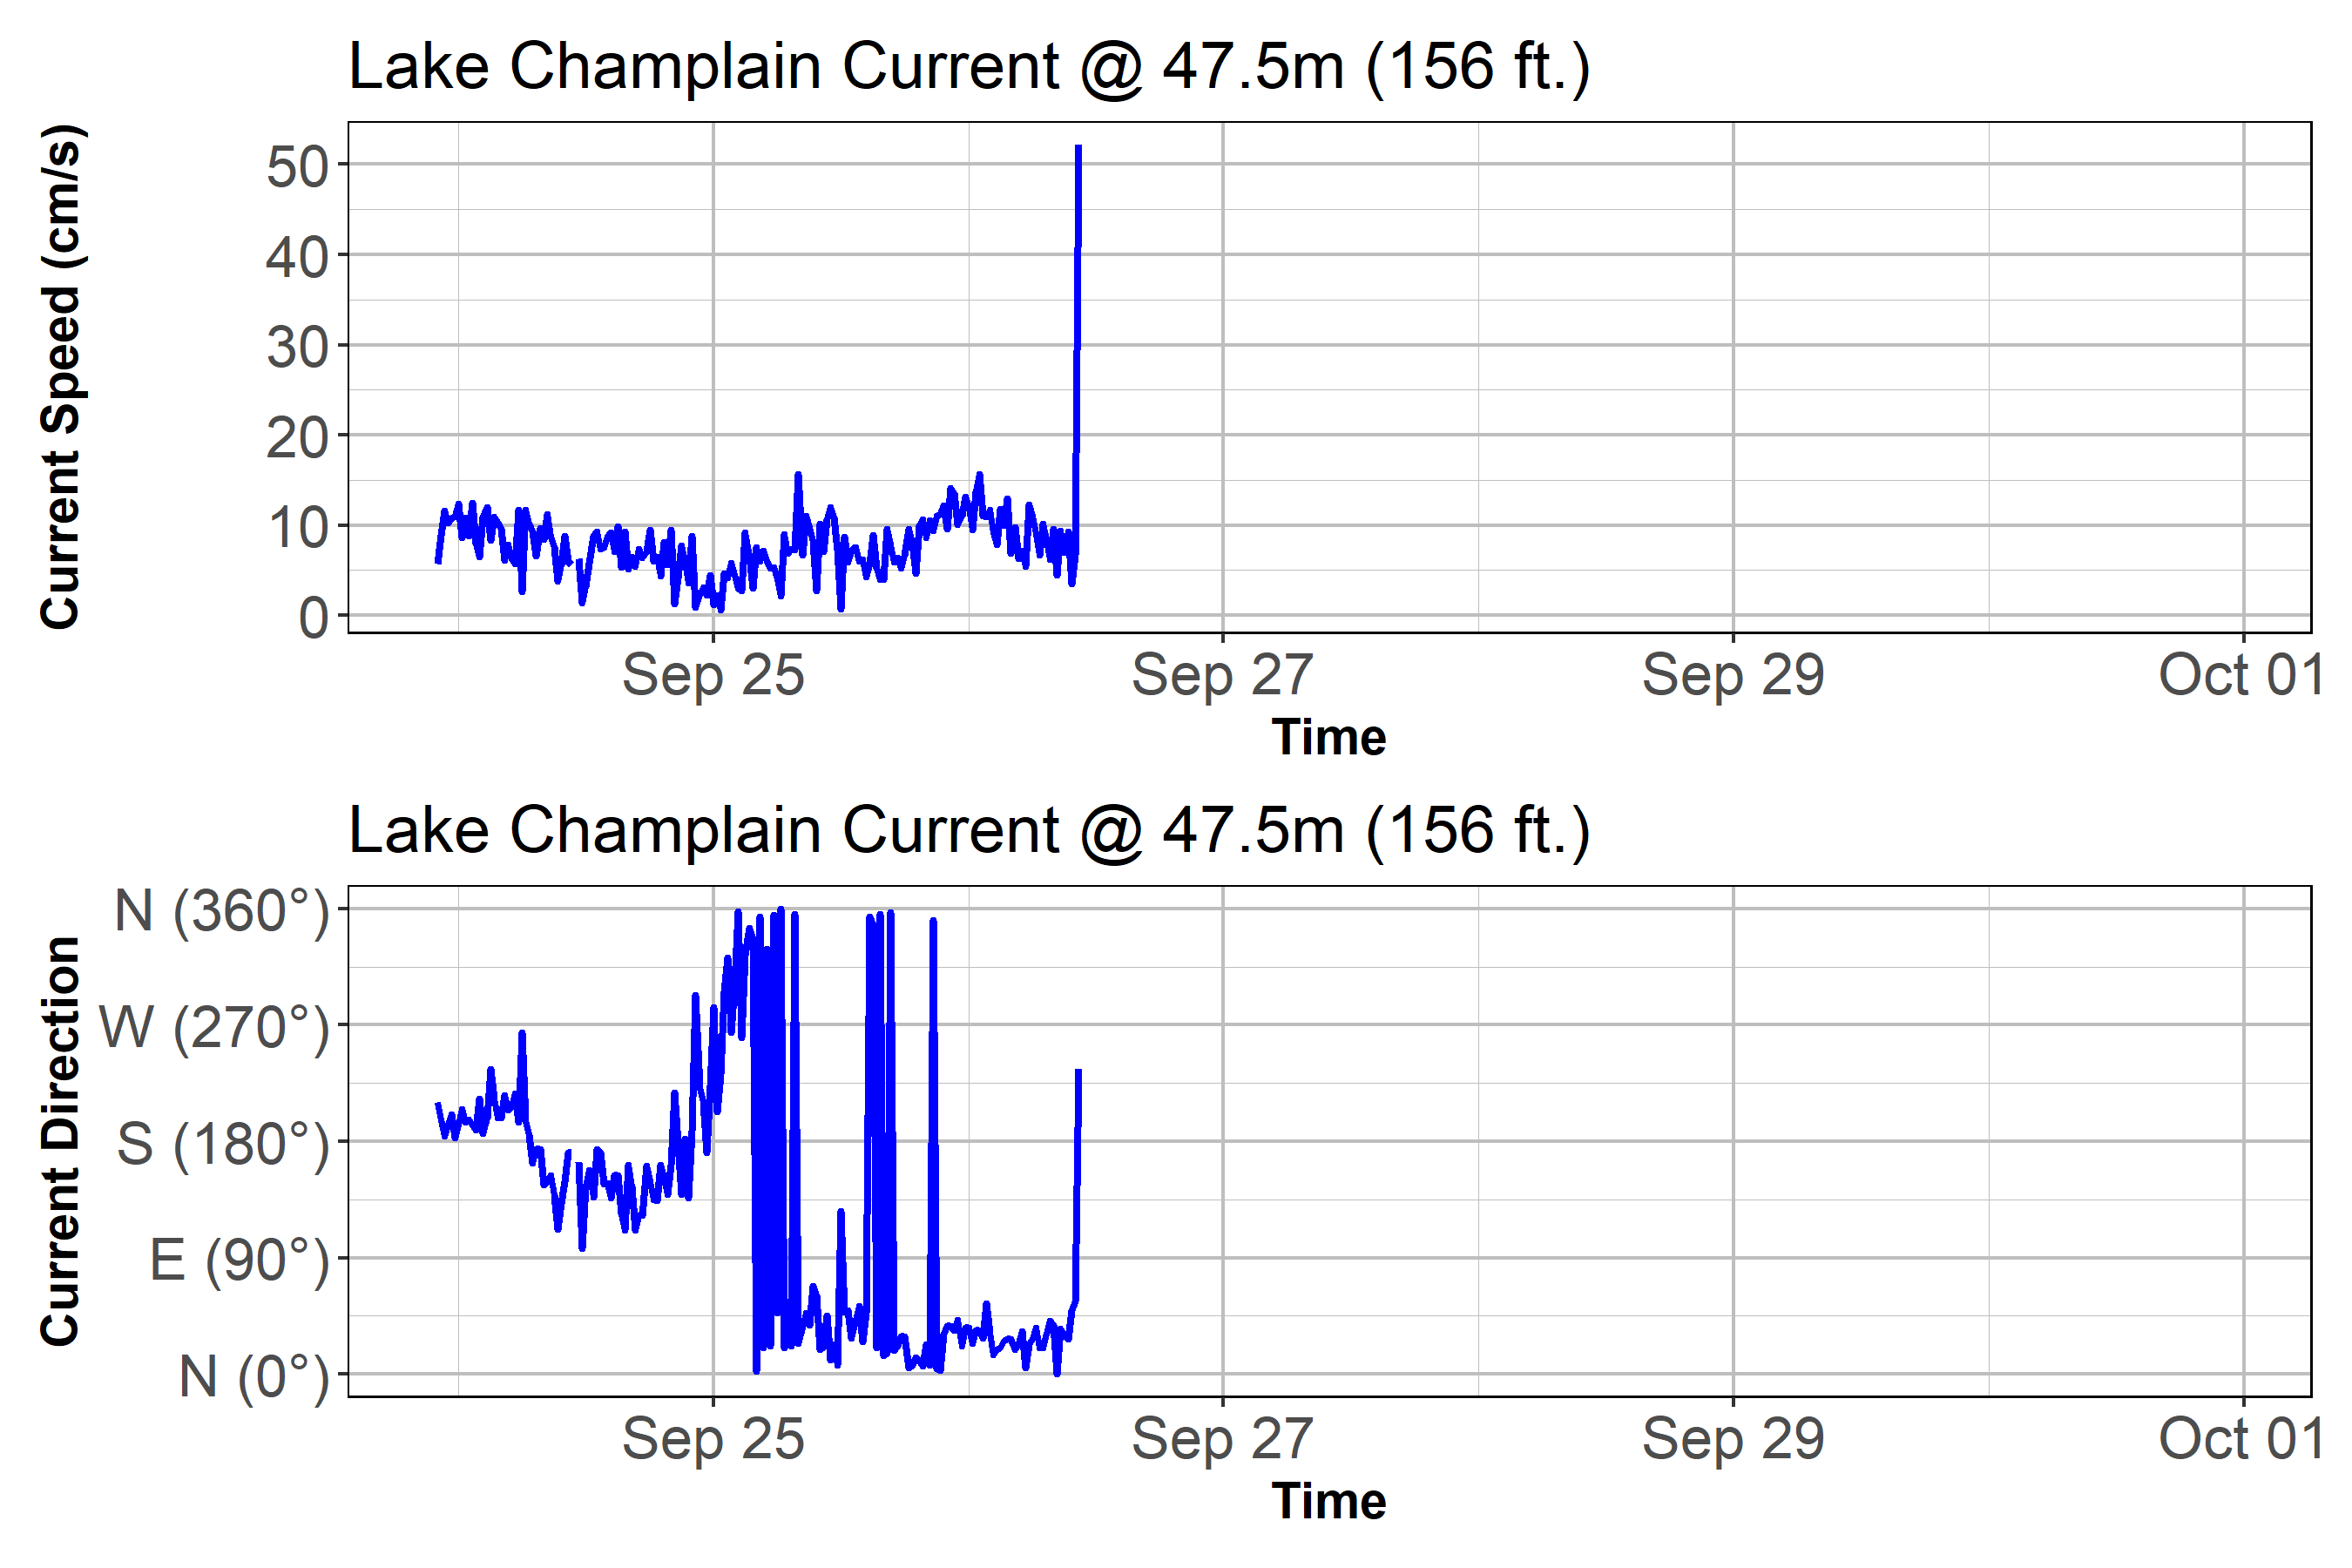 Lake Champlain Current @ 47.5m (156 ft.)
Current Speed (cm/s)
50
40
30
20
10
0
Sep 25 Sep 27 Sep 29 Oct 01
Time
Lake Champlain Current @ 47.5m (156 ft.)
Current Direction
N (360°)
W (270°)
S (180°)
E (90°)
N (0°)
Sep 25 Sep 27 Sep 29 Oct 01
Time